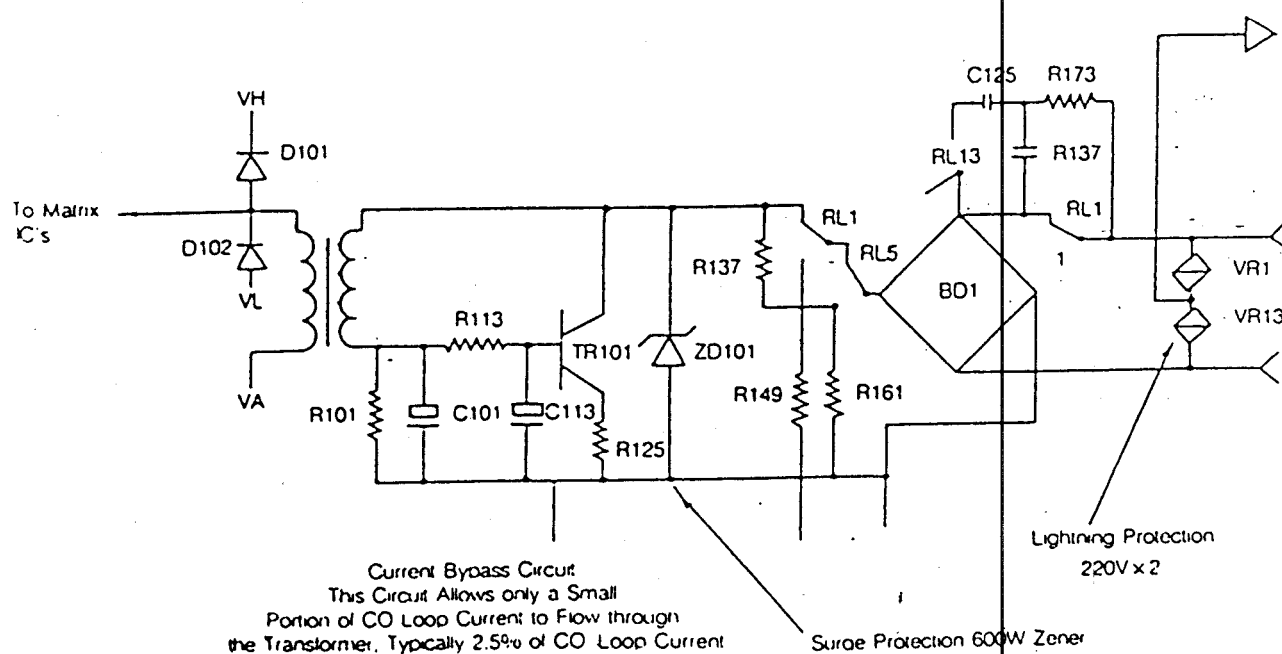 C125
R173
VH
D101
RL13
R137
To Matrix
IC's
RL1
RL1
D102
R137
RL5
VR1
1
BD1
VL
VR13
R113
TR101
ZD101
VA
R149
R161
R101
C101
C113
R125
Lightning Protection
220V x 2
Current Bypass Circuit
This Circuit Allows only a Small
Portion of CO Loop Current to Flow through
the Transformer, Typically 2.5% of CO Loop Current
Surge Protection 600W Zener